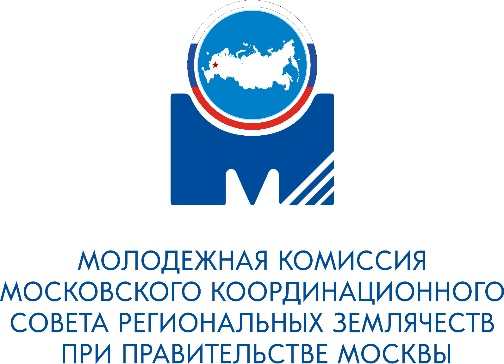 М
МОЛОДЕЖНАЯ КОМИССИЯ
МОСКОВСКОГО КООРДИНАЦИОННОГО
СОВЕТА РЕГИОНАЛЬНЫХ ЗЕМЛЯЧЕСТВ
ПРИ ПРАВИТЕЛЬСТВЕ МОСКВЫ